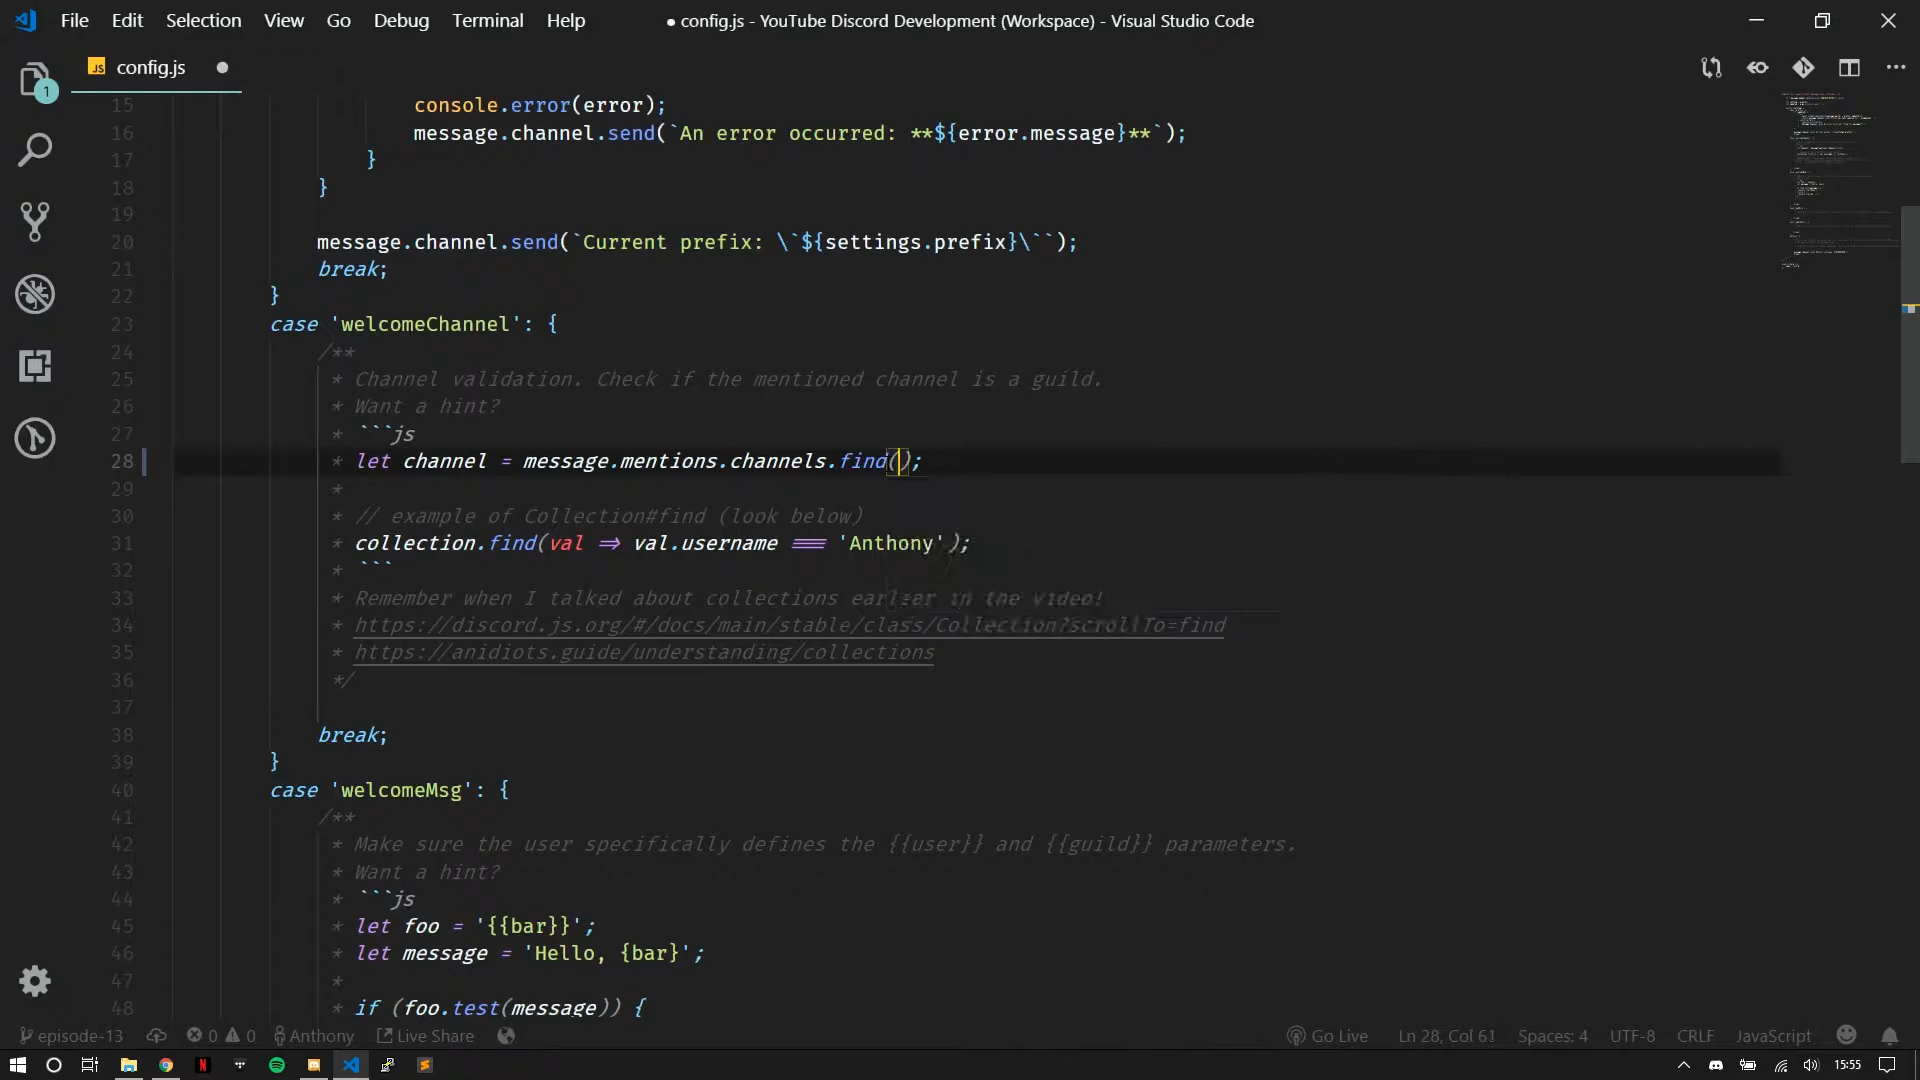 File Edit Selection View Go Debug Terminal Help ● config.js - YouTube Discord Development (Workspace) - Visual Studio Code
1
JS config.js
15 console.error(error);
16 message.channel.send(`An error occurred: **${error.message}**`);
17 }
18 }
19
20 message.channel.send(`Current prefix: \`${settings.prefix}\``);
21 break;
22 }
23 case 'welcomeChannel': {
24 /**
25 * Channel validation. Check if the mentioned channel is a guild.
26 * Want a hint?
27 * ```js
28 * let channel = message.mentions.channels.find();
29 *
30 * // example of Collection#find (look below)
31 * collection.find(val => val.username === 'Anthony');
32 * ```
33 * Remember when I talked about collections earlier in the video!
34 * https://discord.js.org/#/docs/main/stable/class/Collection?scrollTo=find
35 * https://anidiots.guide/understanding/collections
36 */
37
38 break;
39 }
40 case 'welcomeMsg': {
41 /**
42 * Make sure the user specifically defines the {{user}} and {{guild}} parameters.
43 * Want a hint?
44 * ```js
45 * let foo = '{{bar}}';
46 * let message = 'Hello, {bar}';
47 *
48 * if (foo.test(message)) {
episode-13 0 0 Anthony Live Share Go Live Ln 28, Col 61 Spaces: 4 UTF-8 CRLF JavaScript
15:55